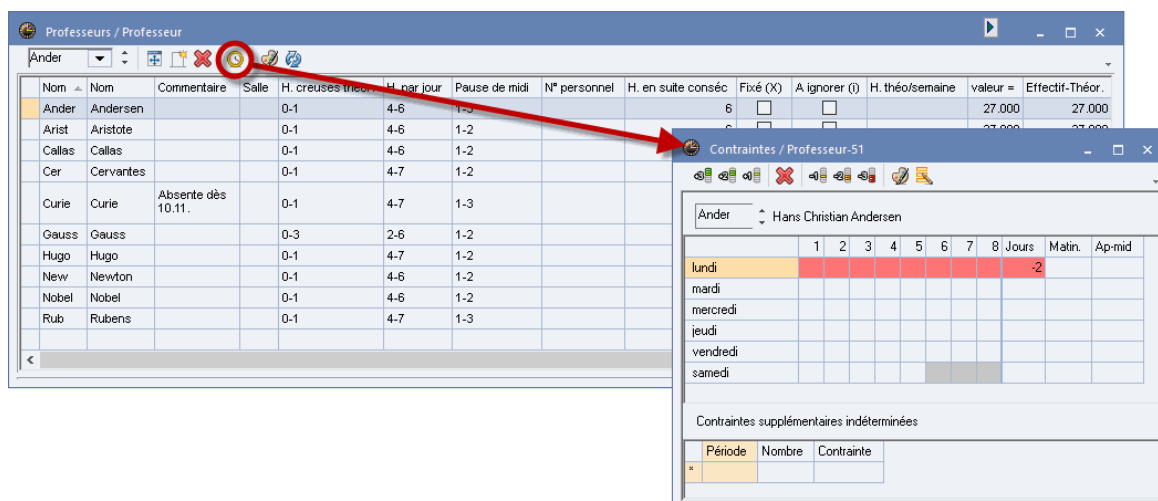 Professeurs / Professeur
Ander
Nom Nom Commentaire Salle H. creuses théor. H. par jour Pause de midi N° personnel H. en suite conséc Fixé (X) A ignorer (i) H. théo/semaine valeur = Effectif-Théor.
Ander Andersen 0-1 4-6 1-3 6 27.000 27.000
Arist Aristote 0-1 4-6 1-2 6 27.000 27.000
Callas Callas 0-1 4-6 1-2
Cer Cervantes 0-1 4-7 1-2
Curie Curie Absente dès 10.11. 0-1 4-7 1-3
Gauss Gauss 0-3 2-6 1-2
Hugo Hugo 0-1 4-7 1-2
New Newton 0-1 4-6 1-2
Nobel Nobel 0-1 4-6 1-2
Rub Rubens 0-1 4-7 1-3
Contraintes / Professeur-51
Ander Hans Christian Andersen
1 2 3 4 5 6 7 8 Jours Matin. Ap-mid
lundi -2
mardi
mercredi
jeudi
vendredi
samedi
Contraintes supplémentaires indéterminées
Période Nombre Contrainte
*